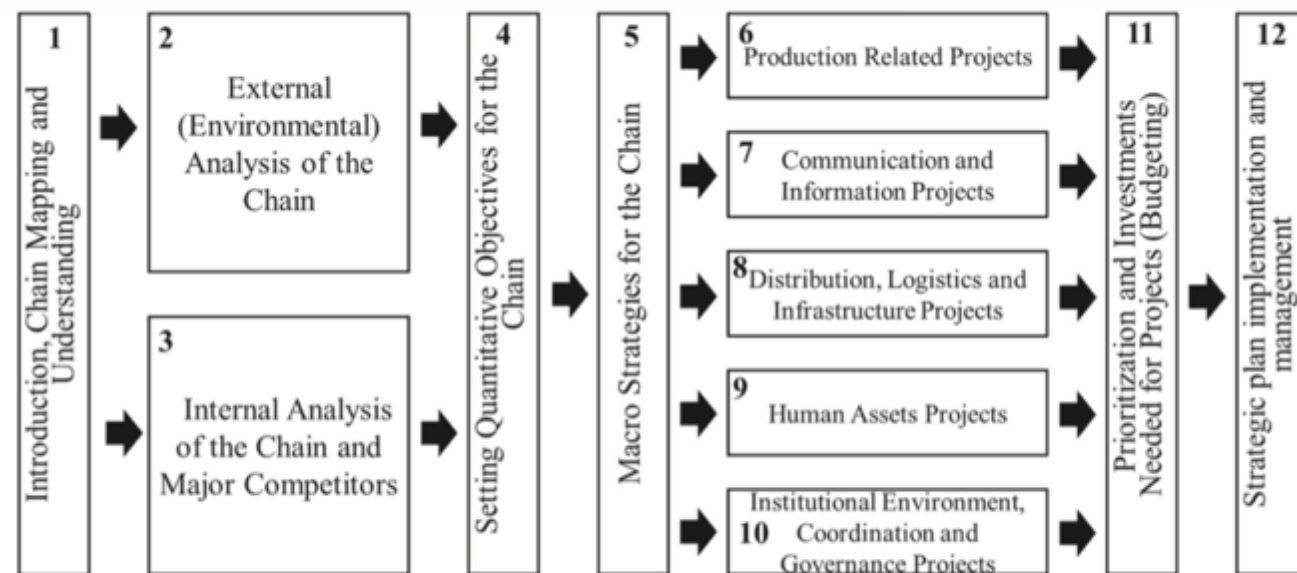 1
Introduction, Chain Mapping and
Understanding
2
External
(Environmental)
Analysis of the
Chain
3
Internal Analysis
of the Chain and
Major Competitors
4
Setting Quantitative Objectives for the
Chain
5
Macro Strategies for the Chain
6
Production Related Projects
7
Communication and
Information Projects
8
Distribution, Logistics and
Infrastructure Projects
9
Human Assets Projects
10
Institutional Environment,
Coordination and
Governance Projects
11
Prioritization and Investments
Needed for Projects (Budgeting)
12
Strategic plan implementation and
management